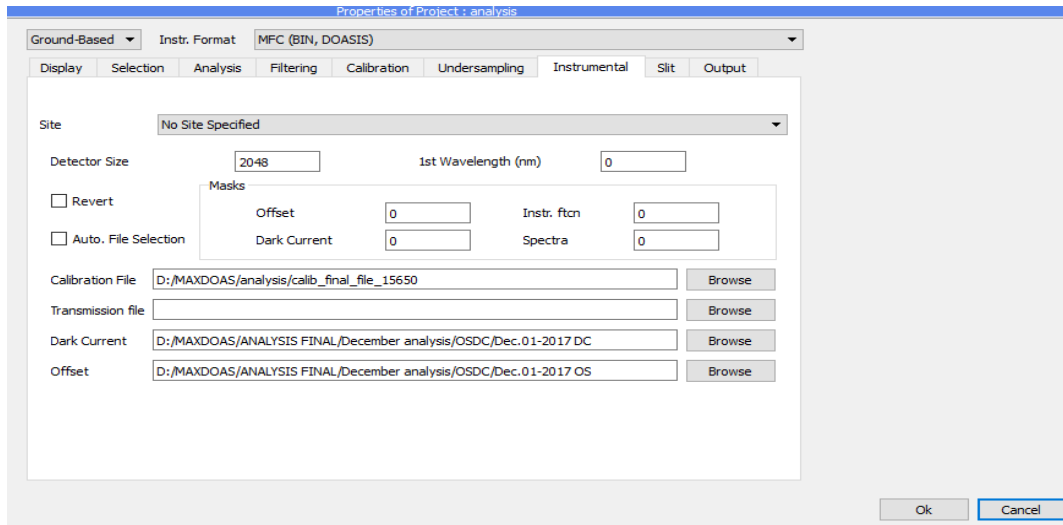 Properties of Project : analysis
Ground-Based Instr. Format MFC (BIN, DOASIS)
Display Selection Analysis Filtering Calibration Undersampling Instrumental Slit Output
Site No Site Specified
Detector Size 2048 1st Wavelength (nm) 0
Masks
Revert
Offset 0 Instr. ftcn 0
Auto. File Selection Dark Current 0 Spectra 0
Calibration File D:/MAXDOAS/analysis/calib_final_file_15650 Browse
Transmission file Browse
Dark Current D:/MAXDOAS/ANALYSIS FINAL/December analysis/OSDC/Dec.01-2017 DC Browse
Offset D:/MAXDOAS/ANALYSIS FINAL/December analysis/OSDC/Dec.01-2017 OS Browse
Ok Cancel